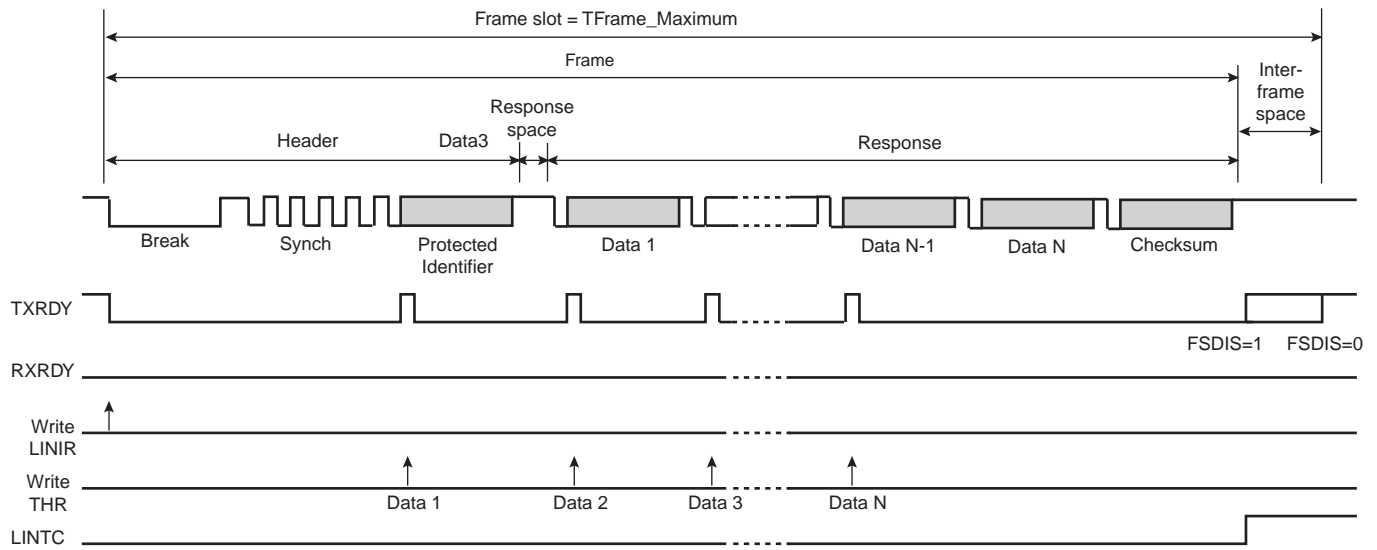 Frame slot = TFrame_Maximum
Frame
Inter-
frame
space
Response
space
Header
Data3
Response
Break
Synch
Protected
Identifier
Data 1
Data N-1
Data N
Checksum
TXRDY
FSDIS=1
FSDIS=0
RXRDY
Write
LINIR
Write
THR
Data 1
Data 2
Data 3
Data N
LINTC